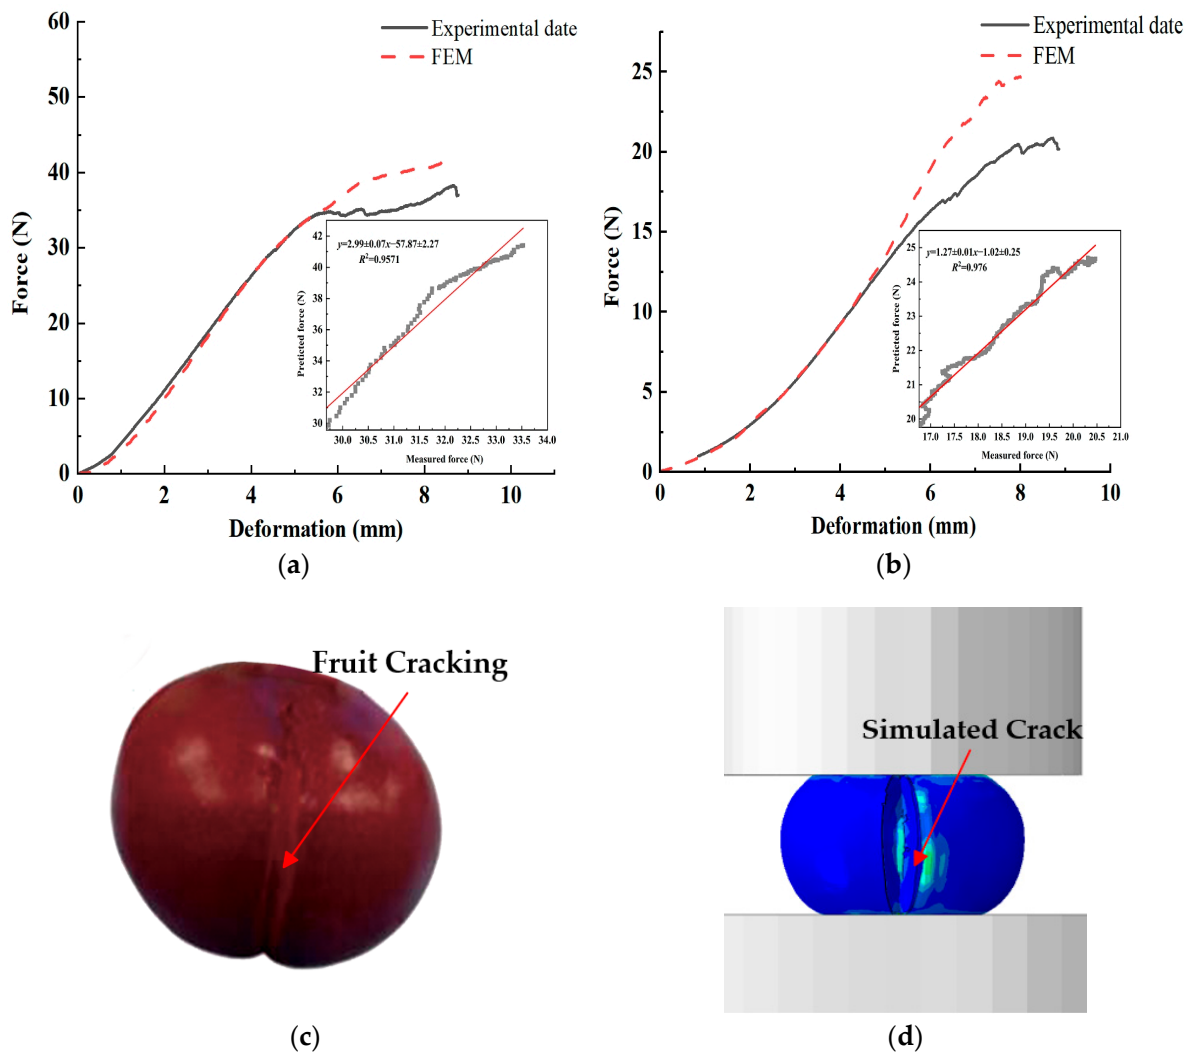 Experimental date
FEM
60
50
40
30
20
10
0
0
2
4
6
8
10
Force (N)
Deformation (mm)
y=2.99±0.07x−57.87±2.27
R²=0.9571
42
40
38
36
34
32
30
30.0 30.5 31.0 31.5 32.0 32.5 33.0 33.5 34.0
Preticted force (N)
Measured force (N)
(a)
Experimental date
FEM
25
20
15
10
5
0
0
2
4
6
8
10
Force (N)
Deformation (mm)
y=1.27±0.01x−1.02±0.25
R²=0.976
25
24
23
22
21
20
17.0 17.5 18.0 18.5 19.0 19.5 20.0 20.5 21.0
Predicted force (N)
Measured force (N)
(b)
Fruit Cracking
(c)
Simulated Crack
(d)